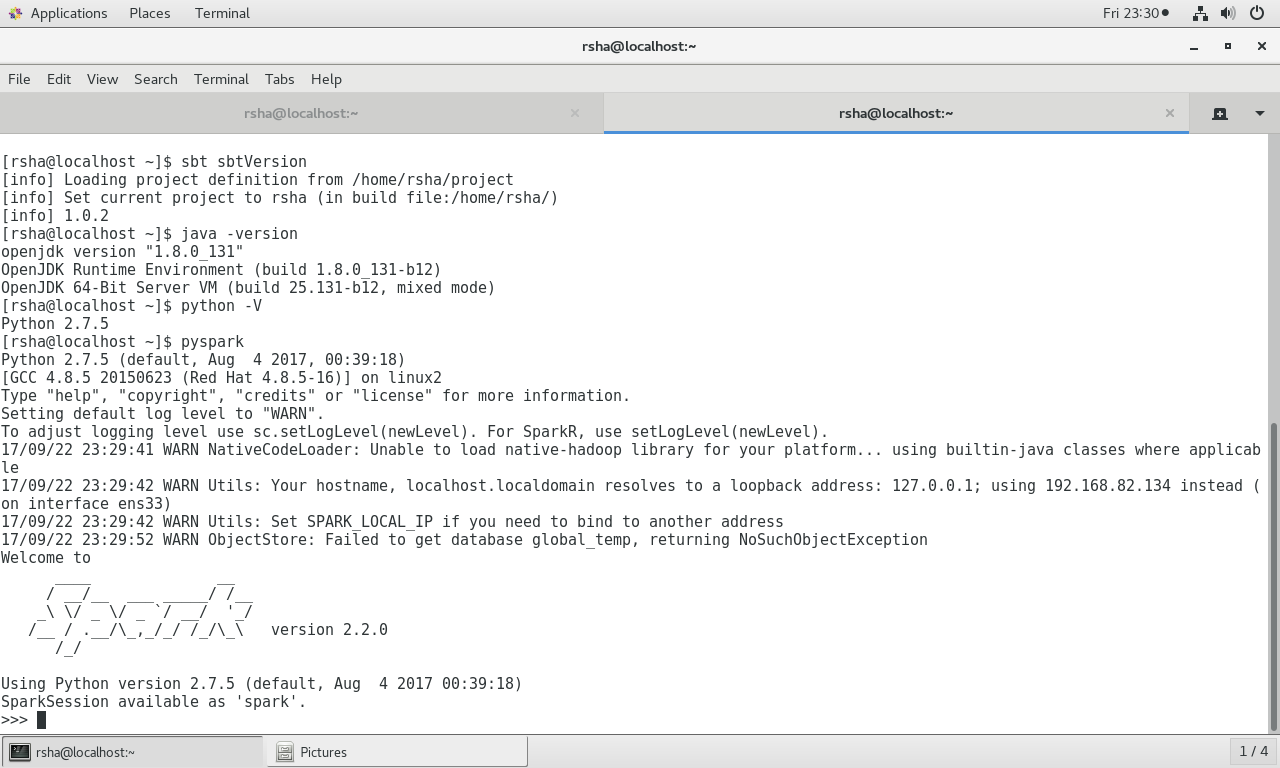 Applications Places Terminal Fri 23:30
rsha@localhost:~
File Edit View Search Terminal Tabs Help
rsha@localhost:~ rsha@localhost:~
[rsha@localhost ~]$ sbt sbtVersion
[info] Loading project definition from /home/rsha/project
[info] Set current project to rsha (in build file:/home/rsha/)
[info] 1.0.2
[rsha@localhost ~]$ java -version
openjdk version "1.8.0_131"
OpenJDK Runtime Environment (build 1.8.0_131-b12)
OpenJDK 64-Bit Server VM (build 25.131-b12, mixed mode)
[rsha@localhost ~]$ python -V
Python 2.7.5
[rsha@localhost ~]$ pyspark
Python 2.7.5 (default, Aug  4 2017, 00:39:18)
[GCC 4.8.5 20150623 (Red Hat 4.8.5-16)] on linux2
Type "help", "copyright", "credits" or "license" for more information.
Setting default log level to "WARN".
To adjust logging level use sc.setLogLevel(newLevel). For SparkR, use setLogLevel(newLevel).
17/09/22 23:29:41 WARN NativeCodeLoader: Unable to load native-hadoop library for your platform... using builtin-java classes where applicab
le
17/09/22 23:29:42 WARN Utils: Your hostname, localhost.localdomain resolves to a loopback address: 127.0.0.1; using 192.168.82.134 instead (
on interface ens33)
17/09/22 23:29:42 WARN Utils: Set SPARK_LOCAL_IP if you need to bind to another address
17/09/22 23:29:52 WARN ObjectStore: Failed to get database global_temp, returning NoSuchObjectException
Welcome to
      ____              __
     / __/__  ___ _____/ /__
    _\ \/ _ \/ _ `/ __/  '_/
   /__ / .__/\_,_/_/ /_/\_\   version 2.2.0
      /_/
Using Python version 2.7.5 (default, Aug  4 2017 00:39:18)
SparkSession available as 'spark'.
>>>
rsha@localhost:~ Pictures 1 / 4